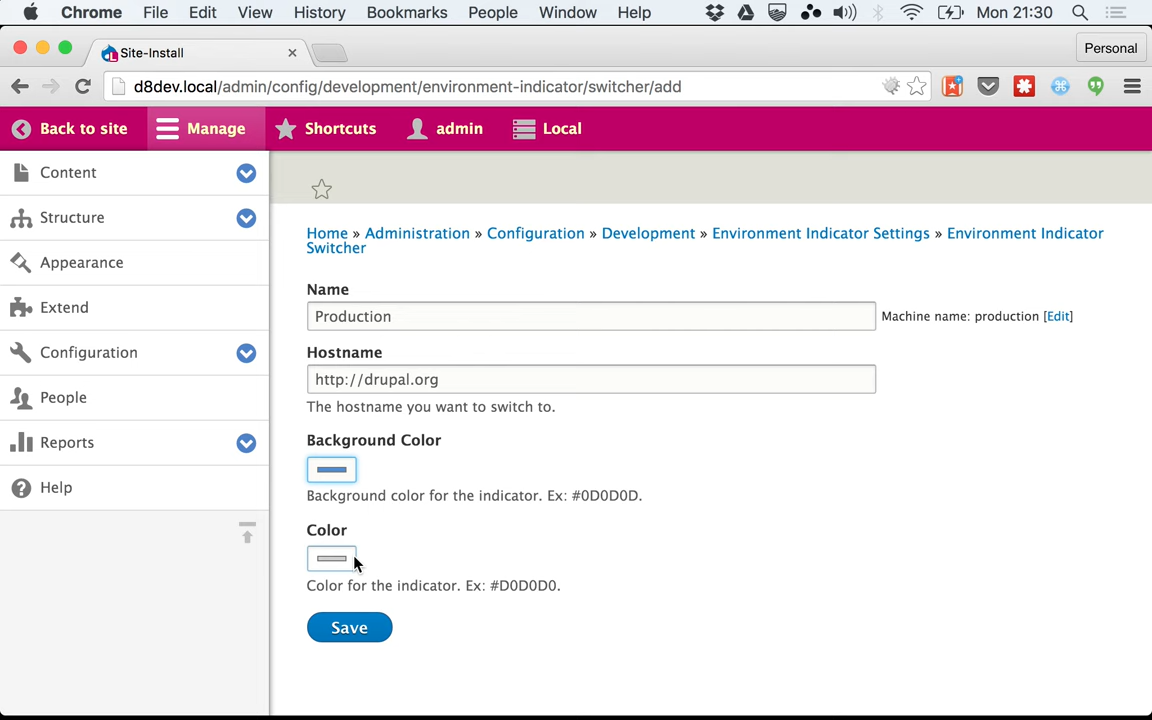 Chrome File Edit View History Bookmarks People Window Help Mon 21:30
Site-Install Personal
d8dev.local/admin/config/development/environment-indicator/switcher/add
Back to site Manage Shortcuts admin Local
Content
Structure
Appearance
Extend
Configuration
People
Reports
Help
Home » Administration » Configuration » Development » Environment Indicator Settings » Environment Indicator
Switcher
Name
Production Machine name: production [Edit]
Hostname
http://drupal.org
The hostname you want to switch to.
Background Color
Background color for the indicator. Ex: #0D0D0D.
Color
Color for the indicator. Ex: #D0D0D0.
Save